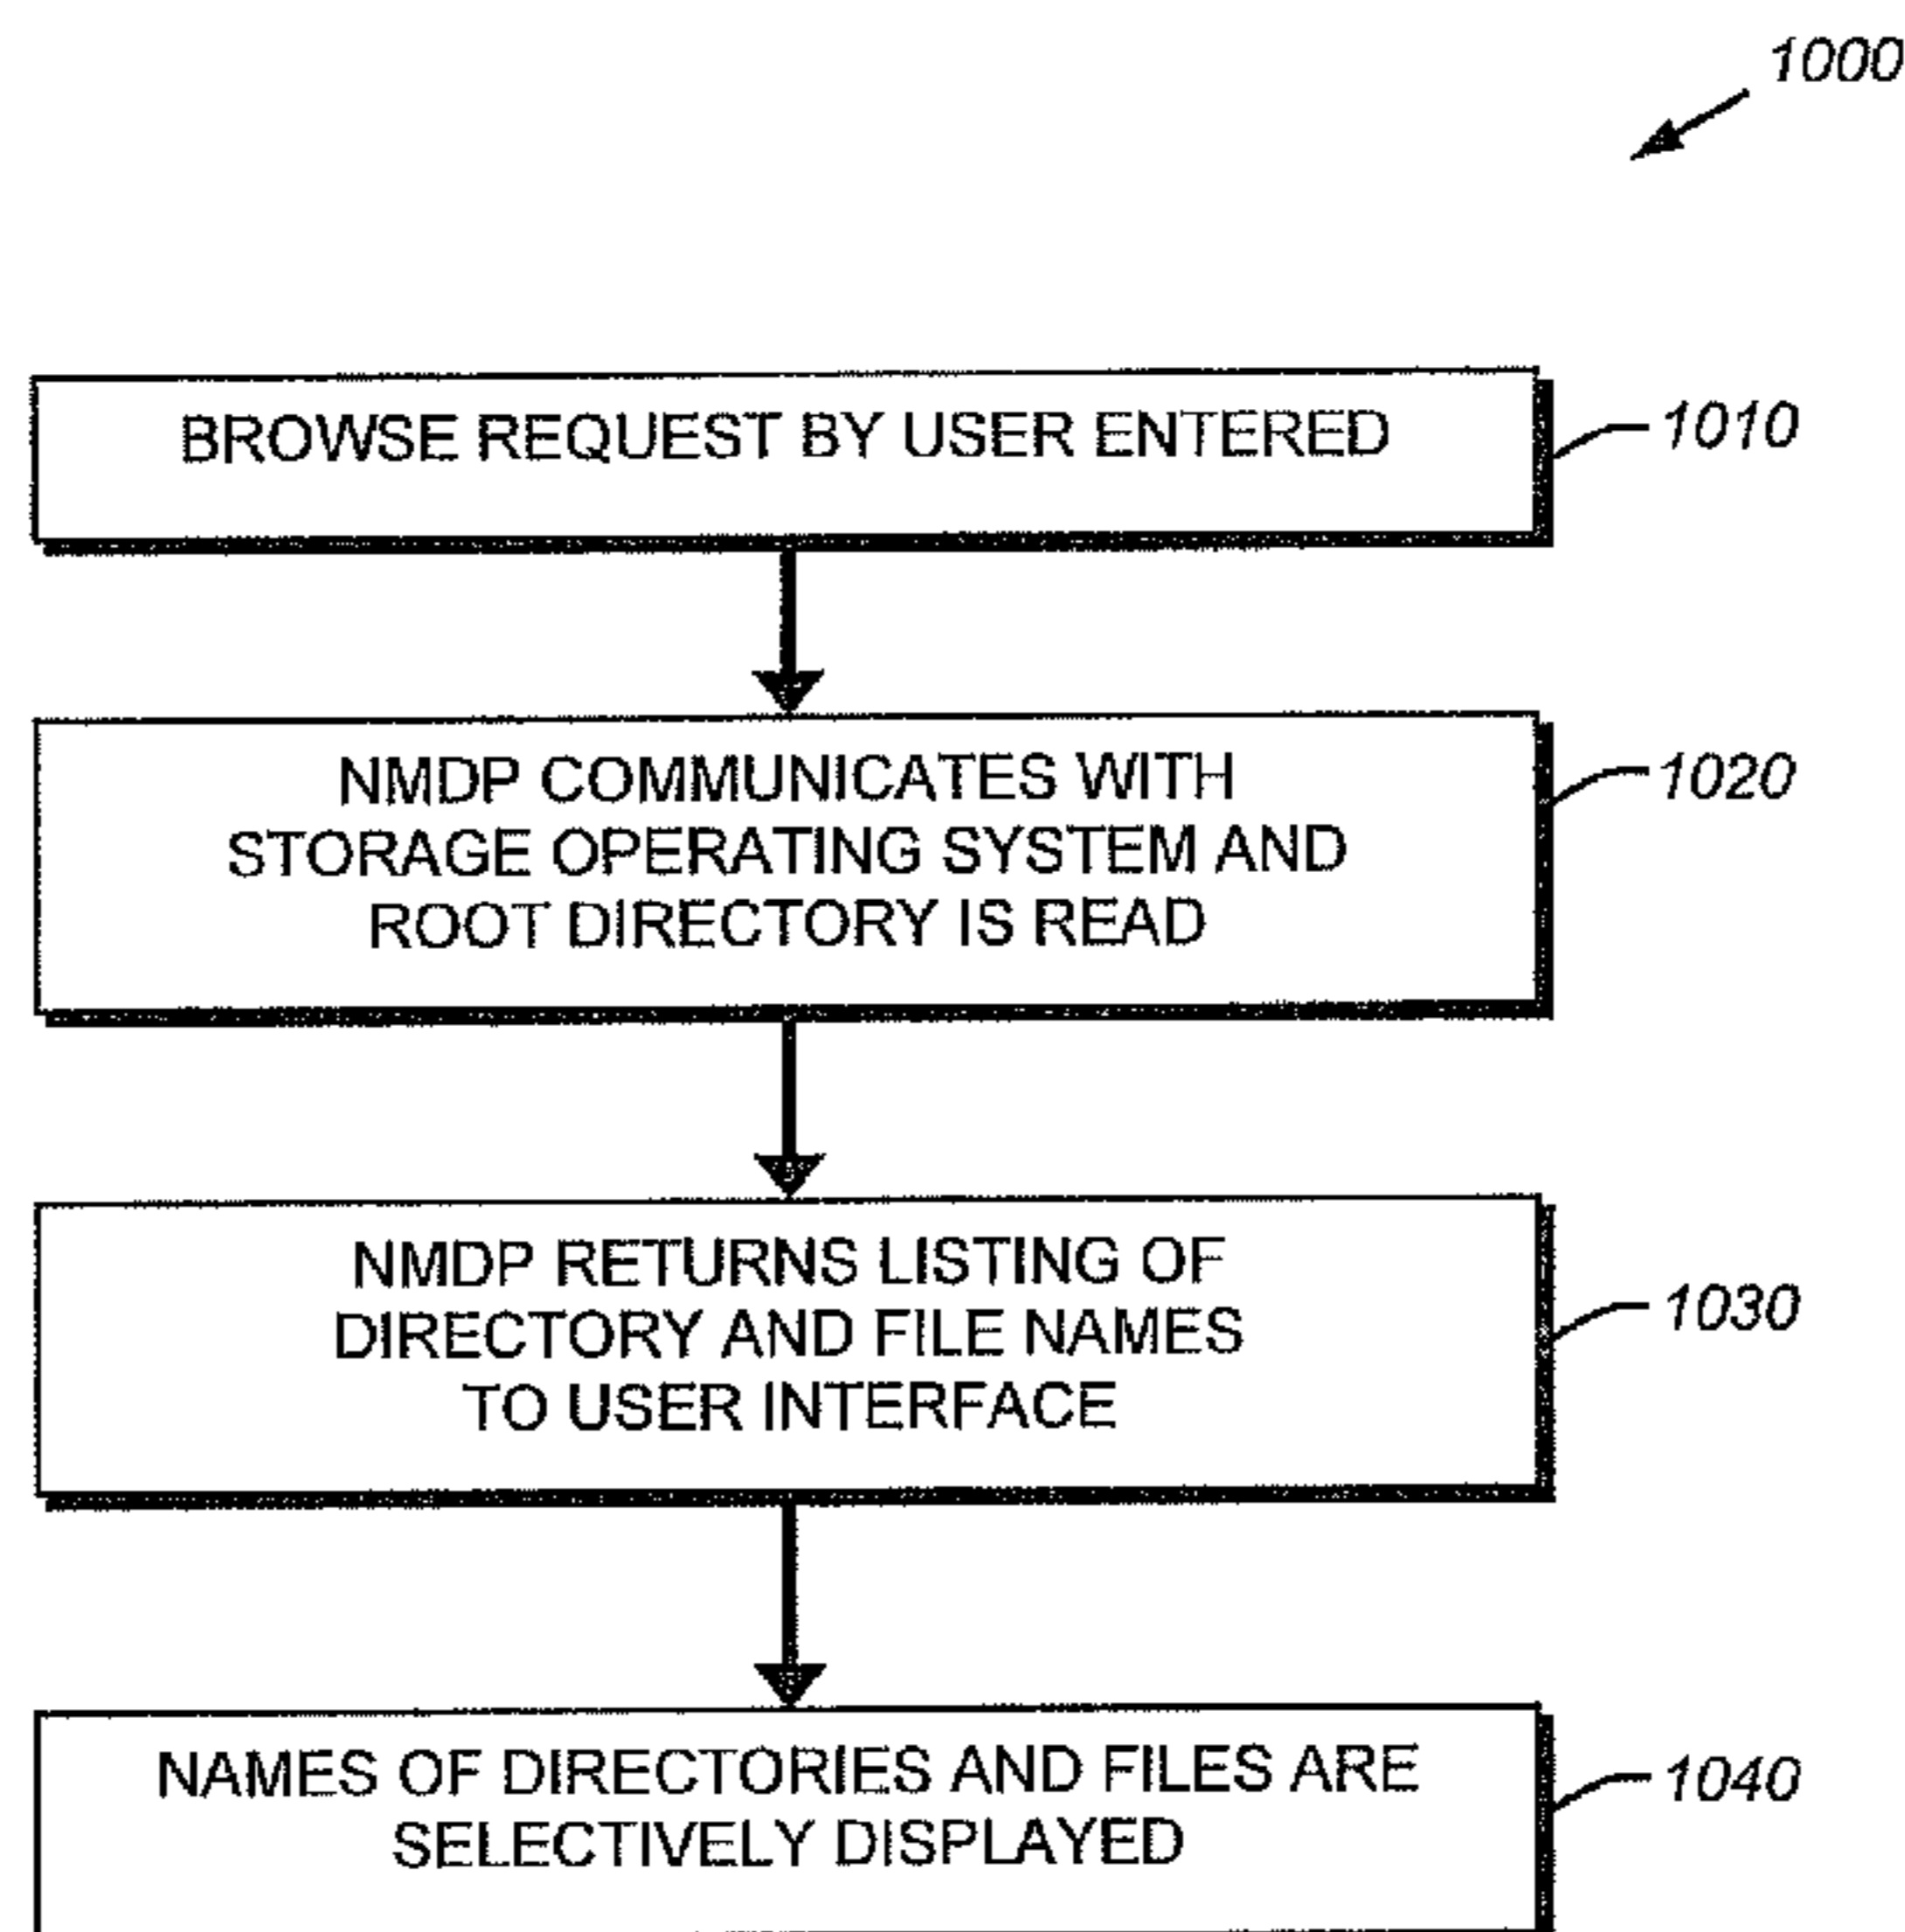 1000
BROWSE REQUEST BY USER ENTERED
1010
NMDP COMMUNICATES WITH
STORAGE OPERATING SYSTEM AND
ROOT DIRECTORY IS READ
1020
NMDP RETURNS LISTING OF
DIRECTORY AND FILE NAMES
TO USER INTERFACE
1030
NAMES OF DIRECTORIES AND FILES ARE
SELECTIVELY DISPLAYED
1040